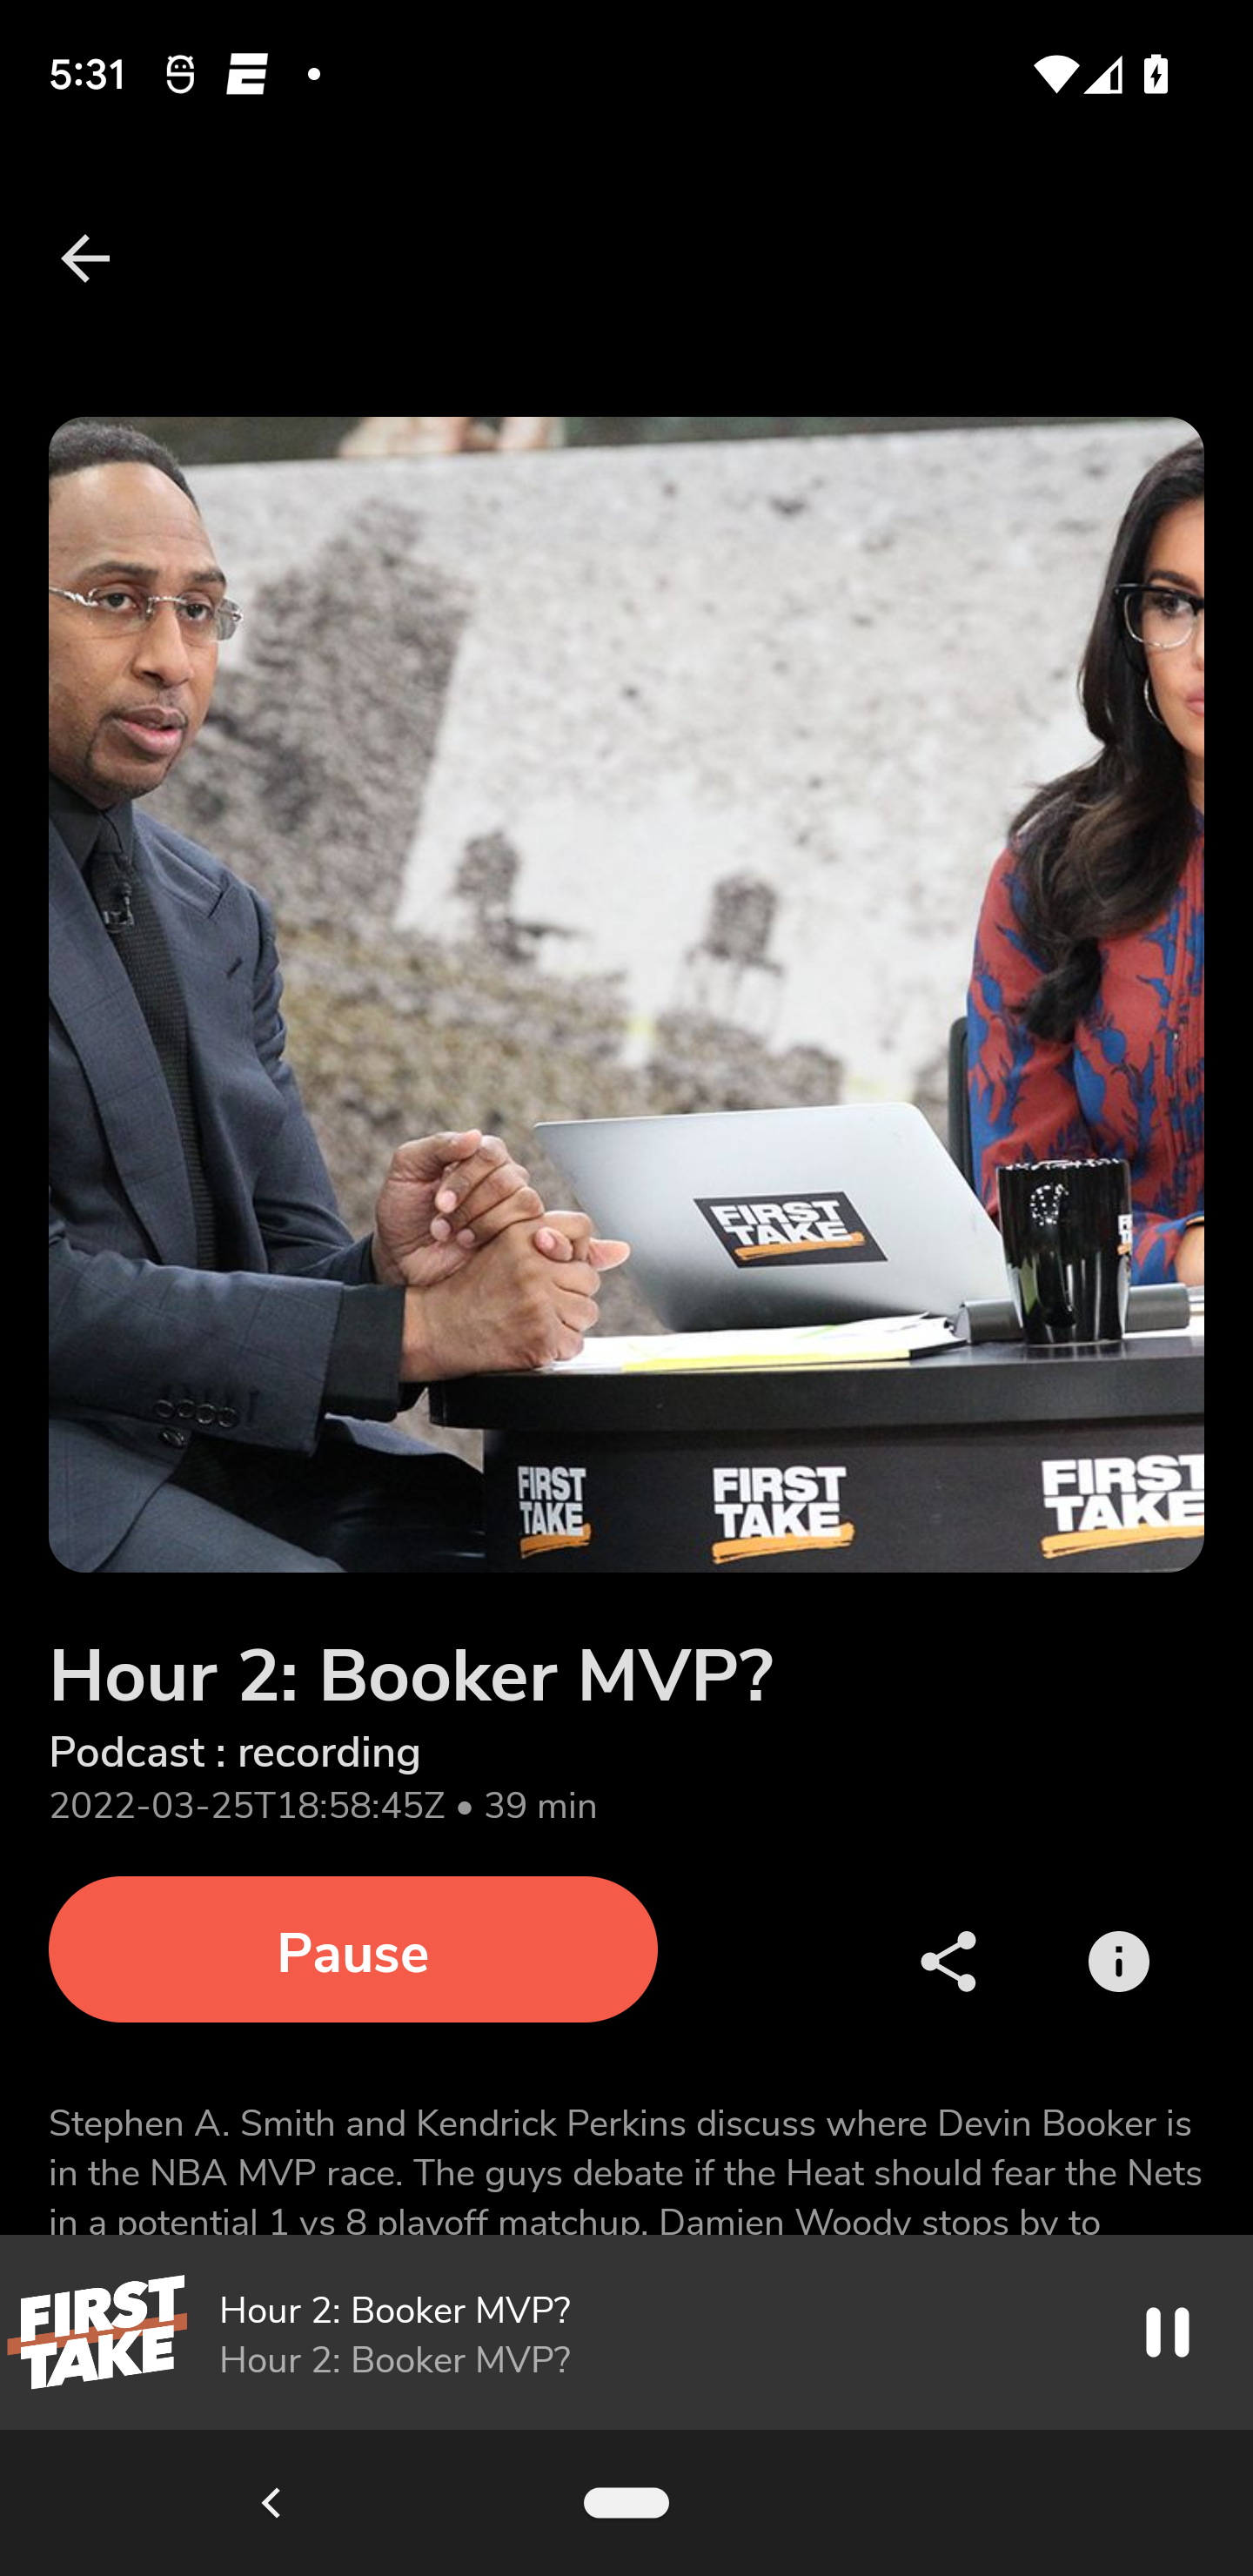 5:31
FIRST
TAKE
FIRST
TAKE
FIRST
TAKE
FIRST
TAKE
Hour 2: Booker MVP?
Podcast : recording
2022-03-25T18:58:45Z • 39 min
Pause
Stephen A. Smith and Kendrick Perkins discuss where Devin Booker is
in the NBA MVP race. The guys debate if the Heat should fear the Nets
in a potential 1 vs 8 playoff matchup. Damien Woody stops by to
FIRST
TAKE
Hour 2: Booker MVP?
Hour 2: Booker MVP?